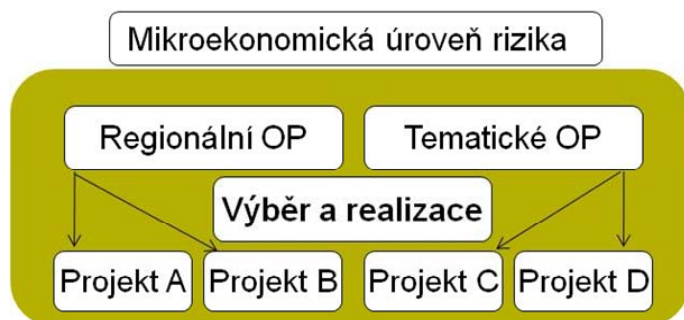 Mikroekonomická úroveň rizika
Regionální OP
Tematické OP
Výběr a realizace
Projekt A
Projekt B
Projekt C
Projekt D